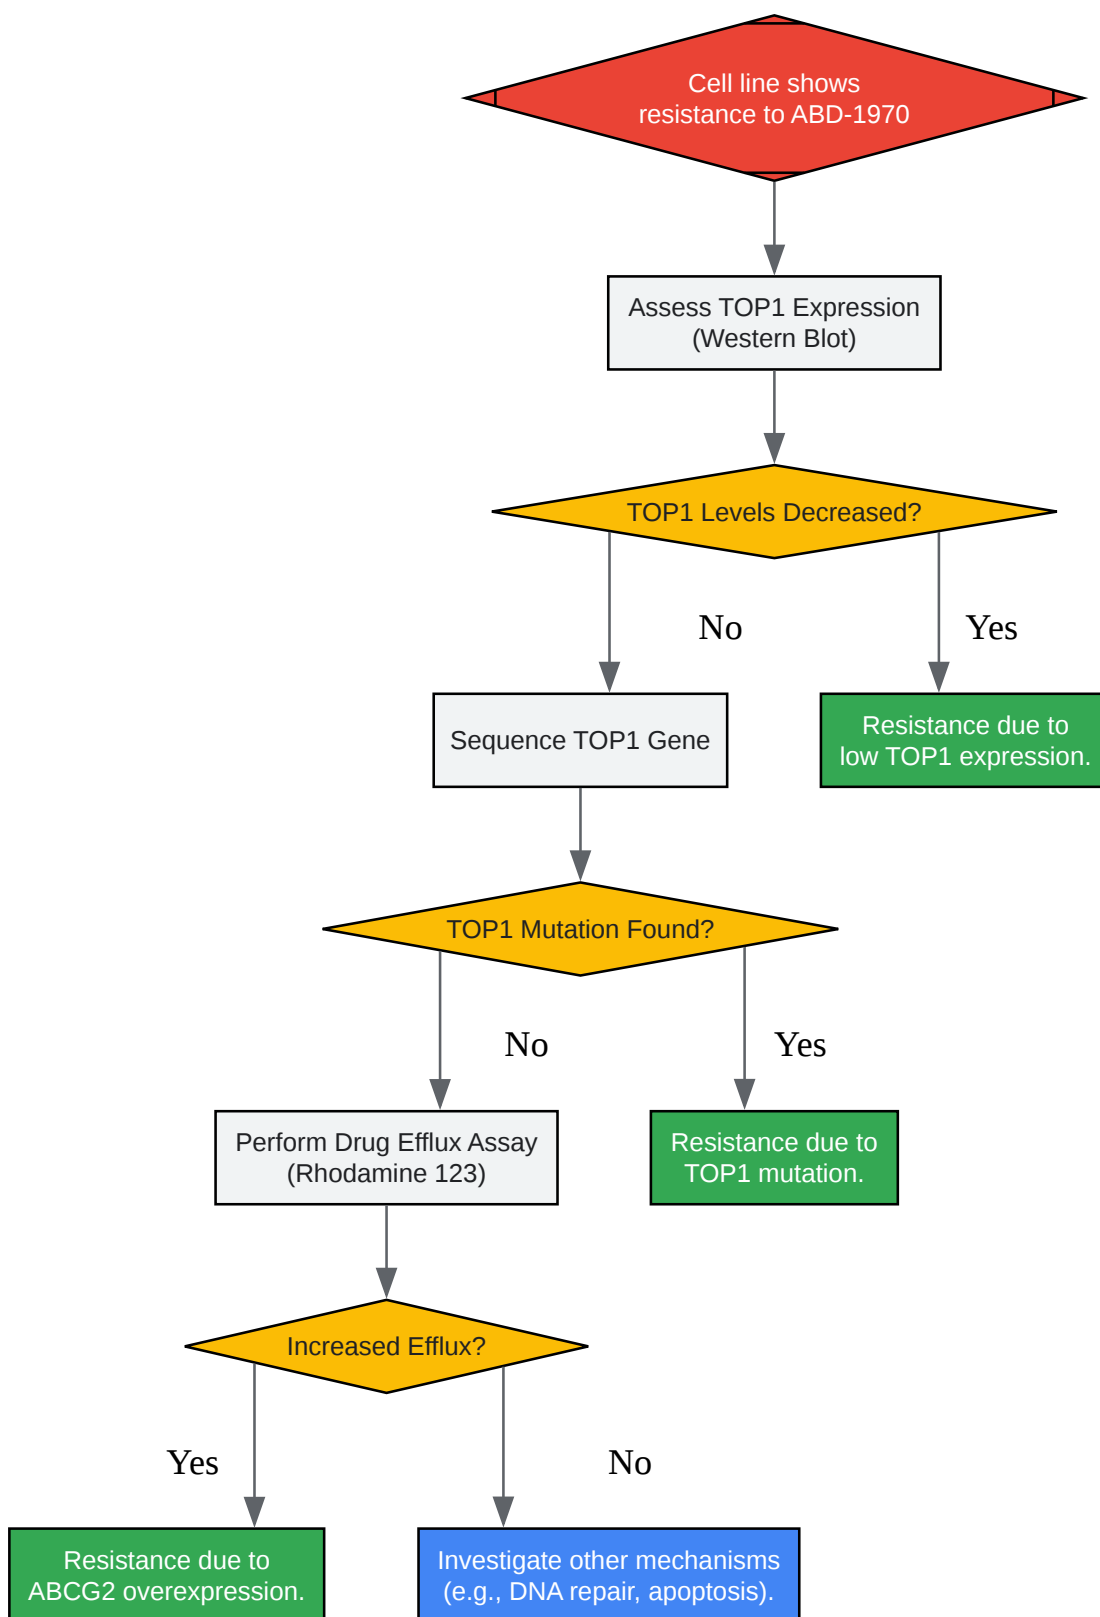 Cell line shows
resistance to ABD-1970
Assess TOP1 Expression
(Western Blot)
TOP1 Levels Decreased?
No
Yes
Sequence TOP1 Gene
Resistance due to
low TOP1 expression.
TOP1 Mutation Found?
No
Yes
Perform Drug Efflux Assay
(Rhodamine 123)
Resistance due to
TOP1 mutation.
Increased Efflux?
Yes
No
Resistance due to
ABCG2 overexpression.
Investigate other mechanisms
(e.g., DNA repair, apoptosis).